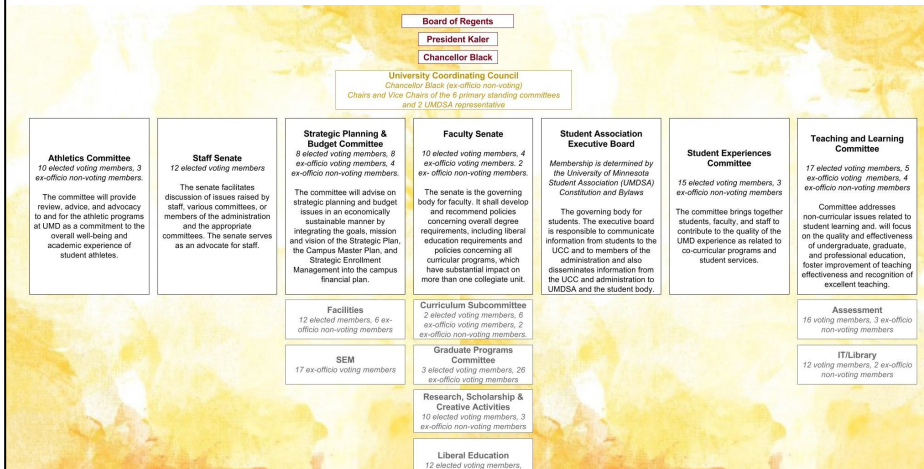 Board of Regents
President Kaler
Chancellor Black
University Coordinating Council
Chancellor Black (ex-officio non-voting)
Chairs and Vice Chairs of the 6 primary standing committees
and 2 UMDSA representative
Athletics Committee
10 elected voting members, 3
ex-officio non-voting members.
The committee will provide
review, advice, and advocacy
to and for the athletic programs
at UMD as a commitment to the
overall well-being and
academic experience of
student athletes.
Staff Senate
12 elected voting members
The senate facilitates
discussion of issues raised by
staff, various committees, or
members of the administration
and the appropriate
committees. The senate serves
as an advocate for staff.
Strategic Planning &
Budget Committee
8 elected voting members, 8
ex-officio voting members, 4
ex-officio non-voting members.
The committee will advise on
strategic planning and budget
issues in an economically
sustainable manner by
integrating the goals, mission
and vision of the Strategic Plan,
the Campus Master Plan, and
Strategic Enrollment
Management into the campus
financial plan.
Facilities
12 elected members, 6 ex-
officio non-voting members
SEM
17 ex-officio voting members
Faculty Senate
10 elected voting members, 4
ex-officio voting members. 2
ex-officio non-voting members.
The senate is the governing
body for faculty. It shall develop
and recommend policies
concerning overall degree
requirements, including liberal
education requirements and
policies concerning all
curricular programs, which
have substantial impact on
more than one collegiate unit.
Curriculum Subcommittee
2 elected voting members, 6
ex-officio voting members, 2
ex-officio non-voting members.
Graduate Programs
Committee
3 elected voting members, 26
ex-officio voting members
Research, Scholarship &
Creative Activities
10 elected voting members, 3
ex-officio non-voting members
Liberal Education
12 elected voting members,
Student Association
Executive Board
Membership is determined by
the University of Minnesota
Student Association (UMDSA)
Constitution and Bylaws
The governing body for
students. The executive board
is responsible to communicate
information from students to the
UCC and to members of the
administration and also
disseminates information from
the UCC and administration to
UMDSA and the student body.
Student Experiences
Committee
15 elected voting members, 3
ex-officio non-voting members
The committee brings together
students, faculty, and staff to
contribute to the quality of the
UMD experience as related to
co-curricular programs and
student services.
Teaching and Learning
Committee
17 elected voting members, 5
ex-officio voting members, 4
ex-officio non-voting members
Committee addresses
non-curricular issues related to
student learning and. will focus
on the quality and effectiveness
of undergraduate, graduate,
and professional education,
foster improvement of teaching
effectiveness and recognition of
excellent teaching.
Assessment
16 voting members, 3 ex-officio
non-voting members
IT/Library
12 voting members, 2 ex-officio
non-voting members